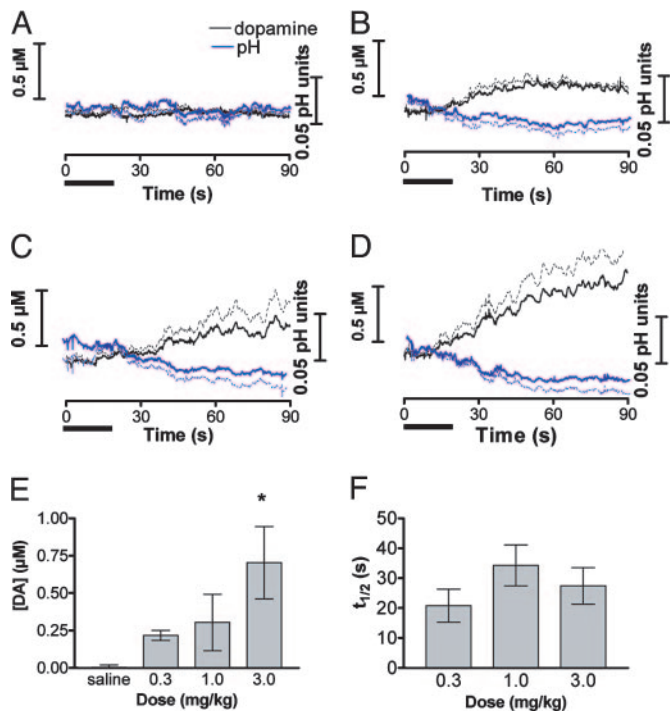 A
B
dopamine
pH
0.5 µM
0.05 pH units
0.5 µM
0.05 pH units
0 30 60 90
Time (s)
0 30 60 90
Time (s)
C
D
0.5 µM
0.05 pH units
0.5 µM
0.05 pH units
0 30 60 90
Time (s)
0 30 60 90
Time (s)
E
F
*
[DA] (µM)
1.00
0.75
0.50
0.25
0.00
saline 0.3 1.0 3.0
Dose (mg/kg)
t1/2 (s)
50
40
30
20
10
0
0.3 1.0 3.0
Dose (mg/kg)